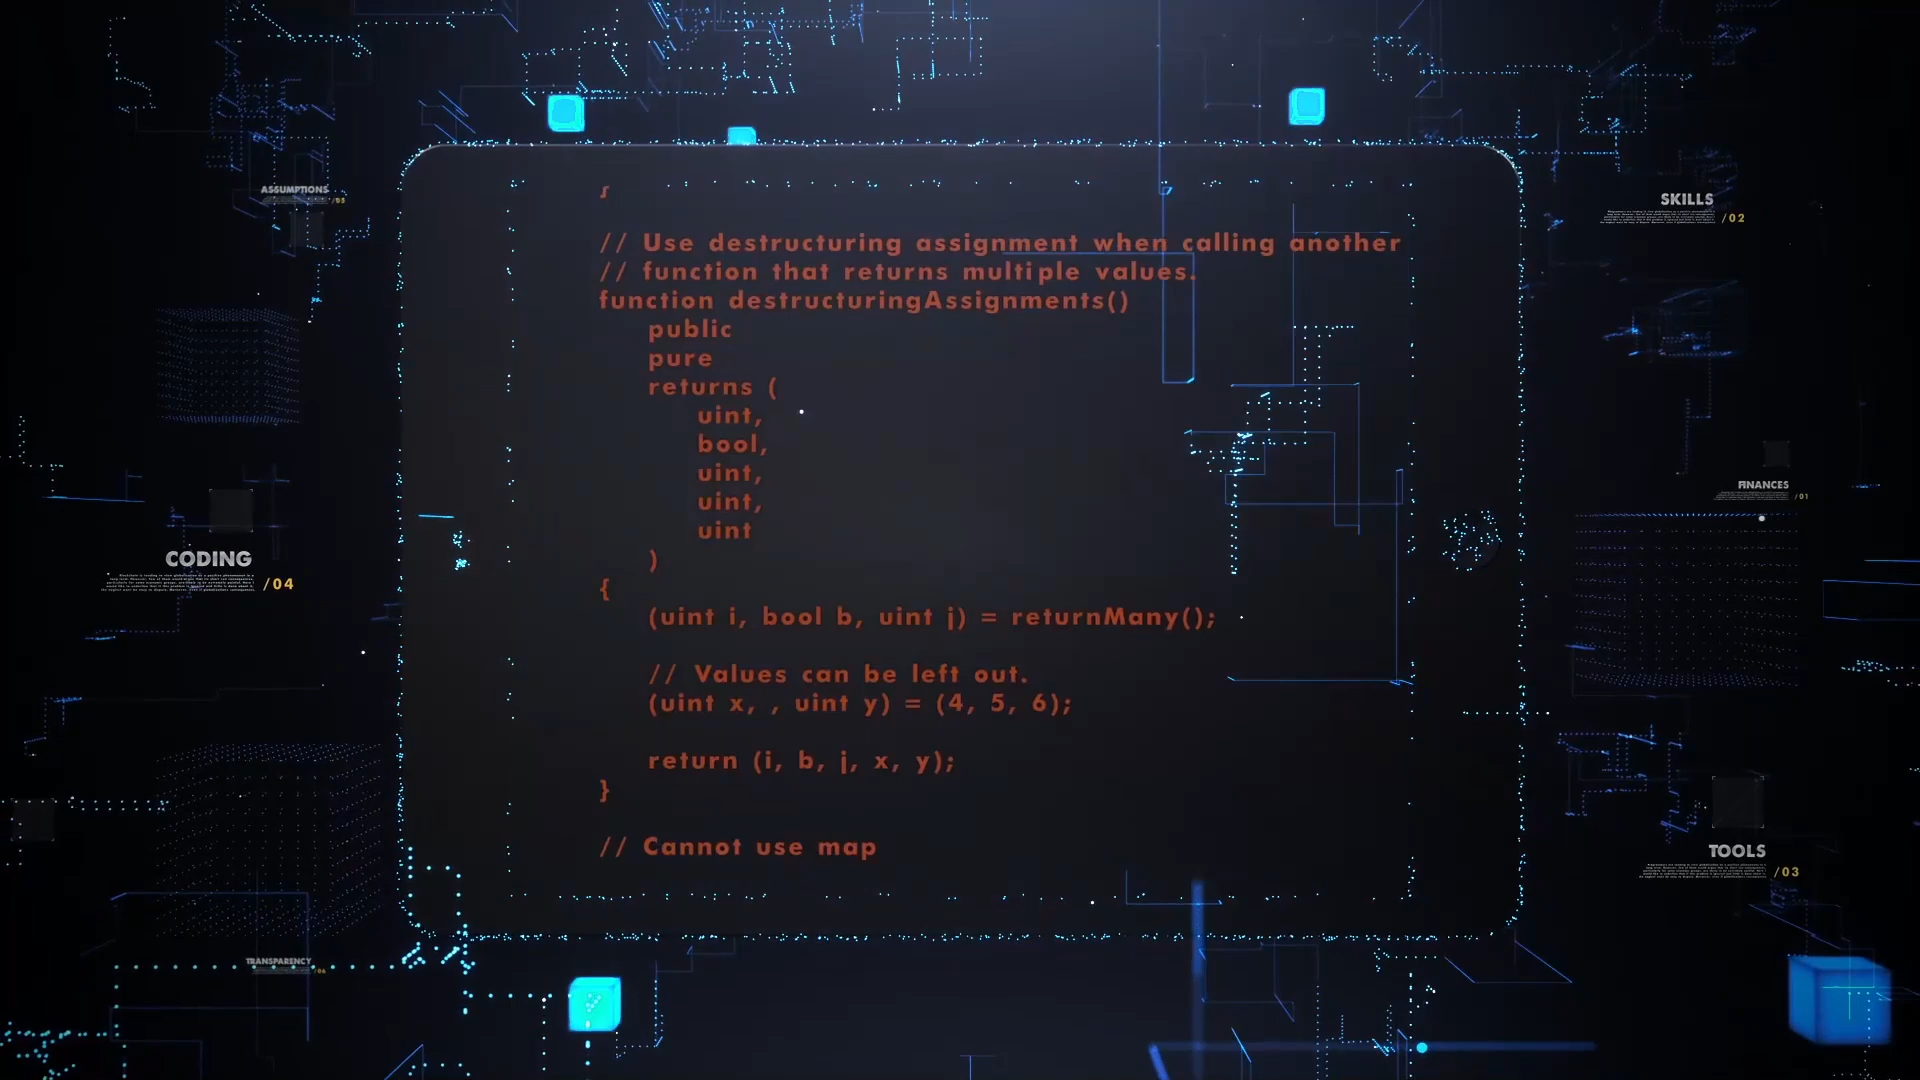 // Use destructuring assignment when calling another
// function that returns multiple values.
function destructuringAssignments()
public
pure
returns (
uint,
bool,
uint,
uint,
uint
)
{
(uint i, bool b, uint j) = returnMany();
// Values can be left out.
(uint x, , uint y) = (4, 5, 6);
return (i, b, j, x, y);
}
// Cannot use map
ASSUMPTIONS
/05
CODING
/04
TRANSPARENCY
/06
SKILLS
/02
FINANCES
/01
TOOLS
/03